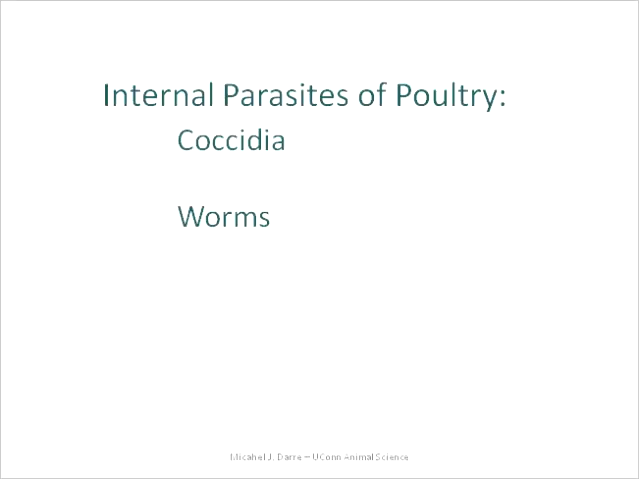 Internal Parasites of Poultry:
Coccidia
Worms
Micahel J. Darre – UConn Animal Science